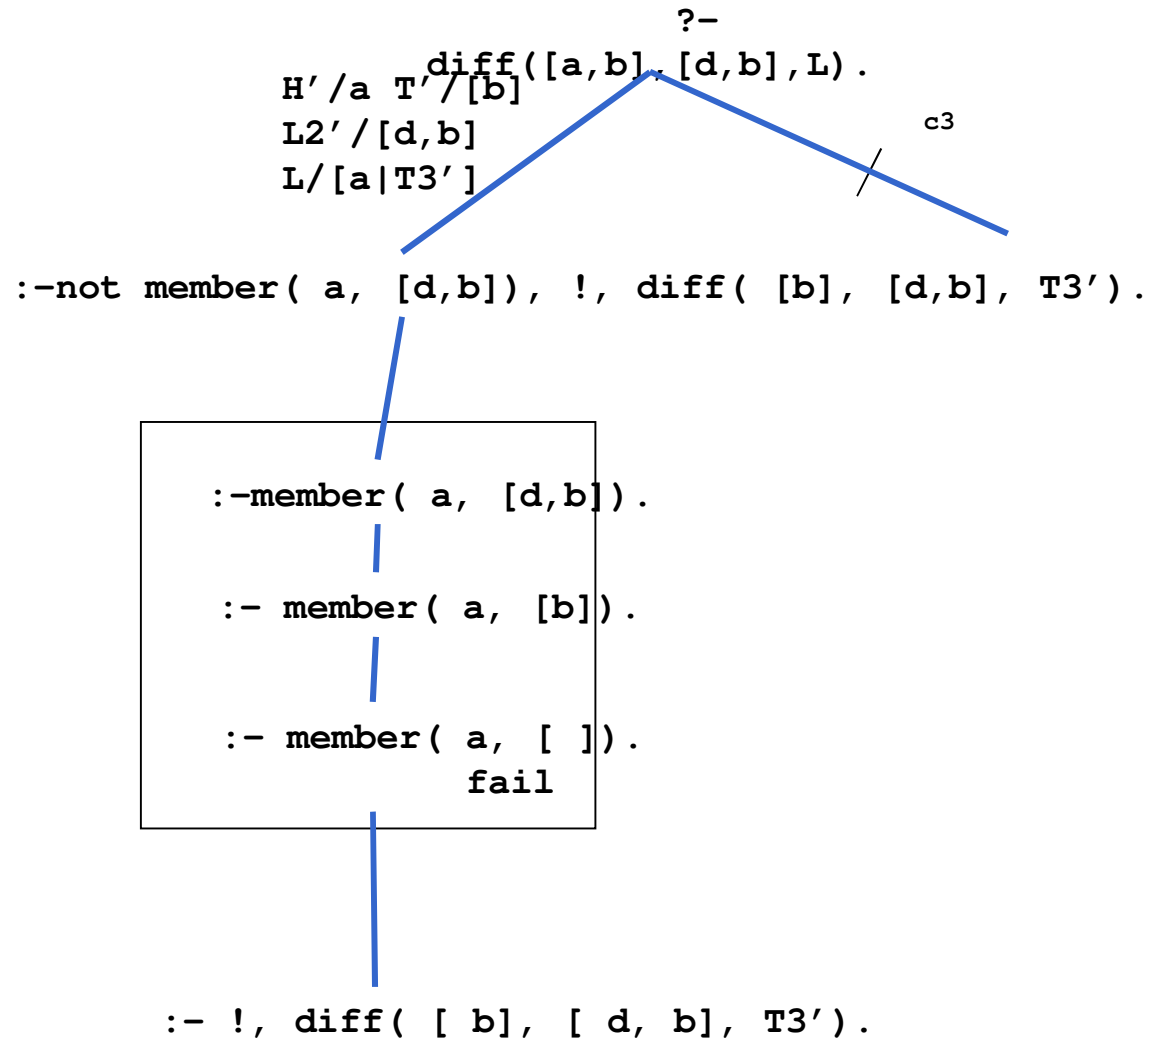 ?-
diff([a,b],[d,b],L).
H’/a T’/[b]
L2’/[d,b]
L/[a|T3’]
c3
:-not member( a, [d,b]), !, diff( [b], [d,b], T3’).
:-member( a, [d,b]).
:- member( a, [b]).
:- member( a, [ ]).
fail
:- !, diff( [ b], [ d, b], T3’).